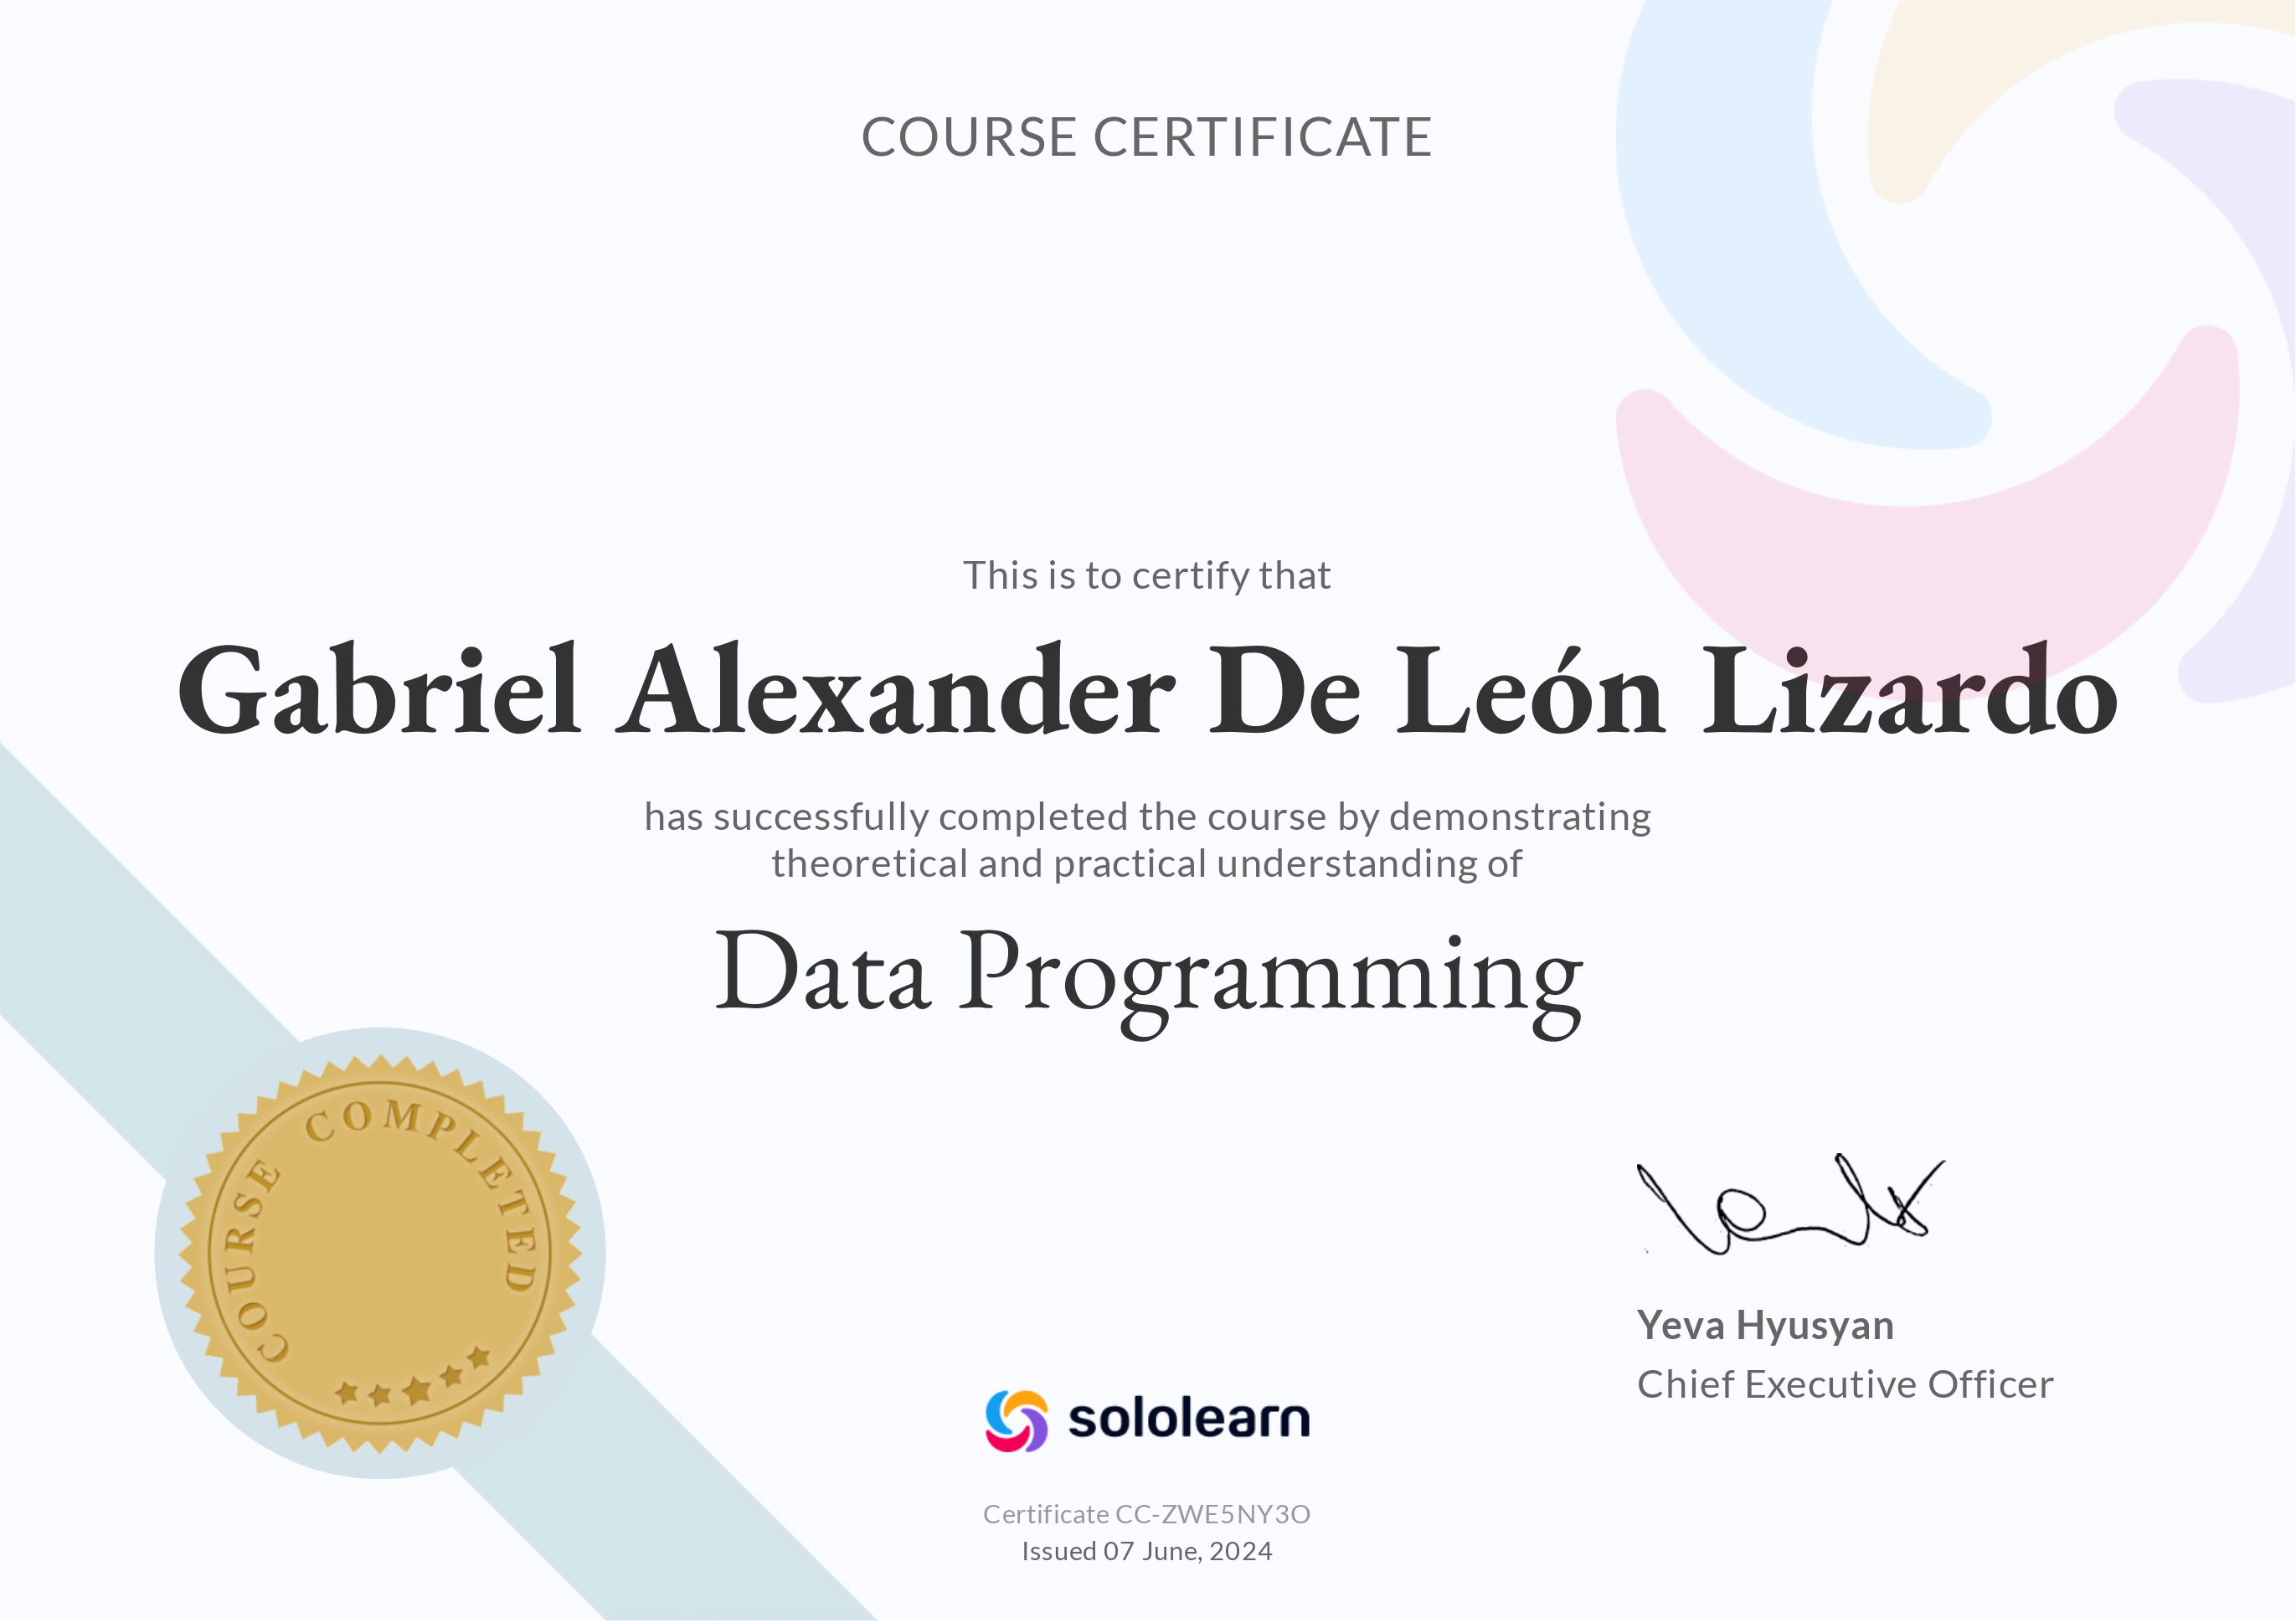 COURSE CERTIFICATE
This is to certify that
Gabriel Alexander De León Lizardo
has successfully completed the course by demonstrating
theoretical and practical understanding of
Data Programming
COURSE COMPLETED
Yeva Hyusyan
Chief Executive Officer
sololearn
Certificate CC-ZWE5NY3O
Issued 07 June, 2024